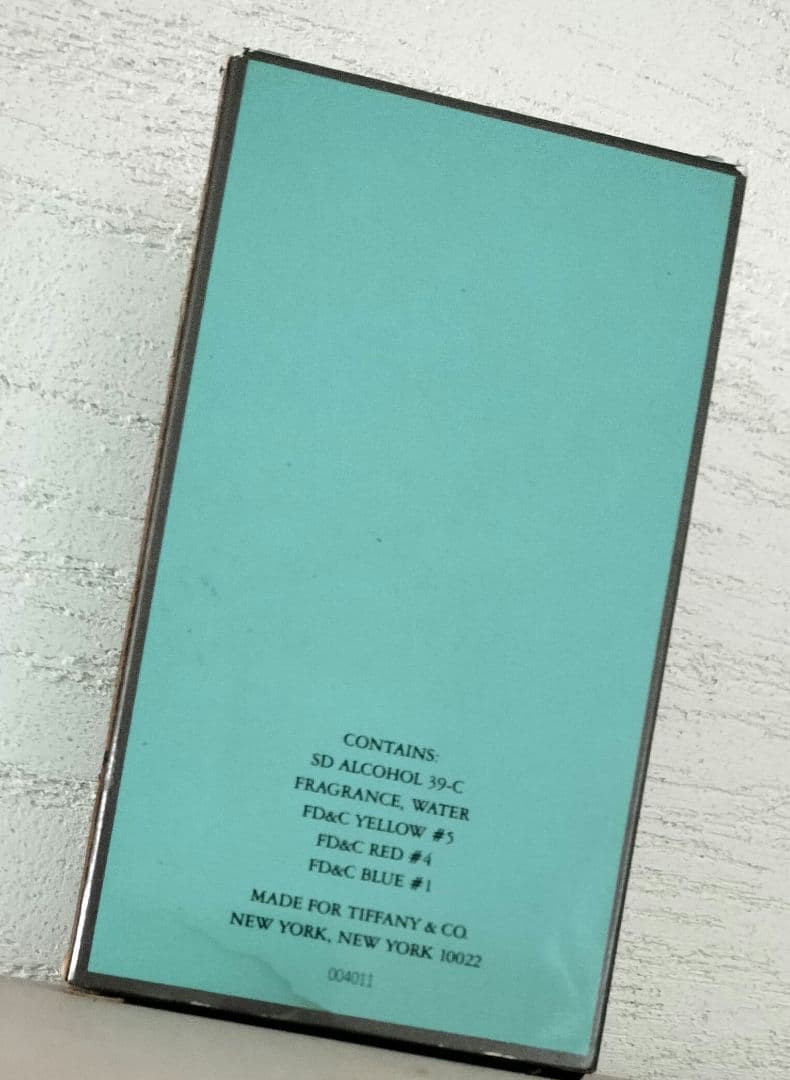 CONTAINS:
SD ALCOHOL 39-C
FRAGRANCE, WATER
FD&C YELLOW #5
FD&C RED #4
FD&C BLUE #1
MADE FOR TIFFANY & CO.
NEW YORK, NEW YORK 10022
004011